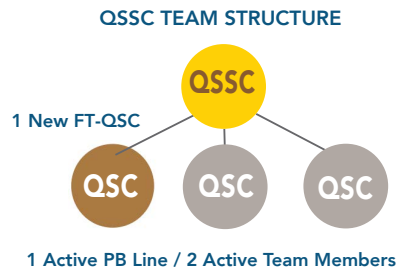 QSSC TEAM STRUCTURE
QSSC
1 New FT-QSC
QSC QSC QSC
1 Active PB Line / 2 Active Team Members